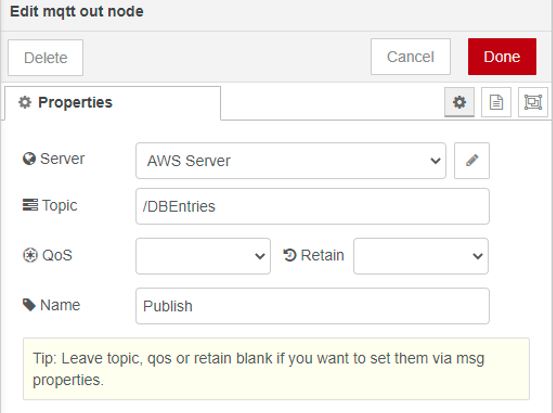 Edit mqtt out node
Delete
Cancel
Done
Properties
Server
AWS Server
Topic
/DBEntries
QoS
Retain
Name
Publish
Tip: Leave topic, qos or retain blank if you want to set them via msg
properties.